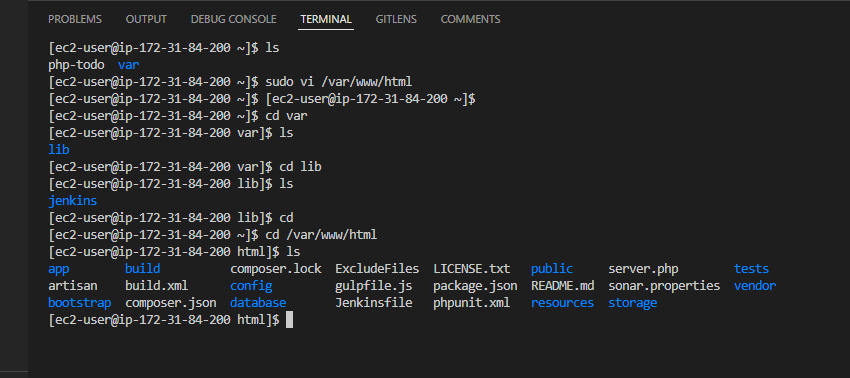 PROBLEMS OUTPUT DEBUG CONSOLE TERMINAL GITLENS COMMENTS
[ec2-user@ip-172-31-84-200 ~]$ ls
php-todo  var
[ec2-user@ip-172-31-84-200 ~]$ sudo vi /var/www/html
[ec2-user@ip-172-31-84-200 ~]$ [ec2-user@ip-172-31-84-200 ~]$
[ec2-user@ip-172-31-84-200 ~]$ cd var
[ec2-user@ip-172-31-84-200 var]$ ls
lib
[ec2-user@ip-172-31-84-200 var]$ cd lib
[ec2-user@ip-172-31-84-200 lib]$ ls
jenkins
[ec2-user@ip-172-31-84-200 lib]$ cd
[ec2-user@ip-172-31-84-200 ~]$ cd /var/www/html
[ec2-user@ip-172-31-84-200 html]$ ls
app        build          composer.lock  ExcludeFiles  LICENSE.txt   public     server.php        tests
artisan    build.xml      config         gulpfile.js   package.json  README.md  sonar.properties  vendor
bootstrap  composer.json  database       Jenkinsfile   phpunit.xml   resources  storage
[ec2-user@ip-172-31-84-200 html]$